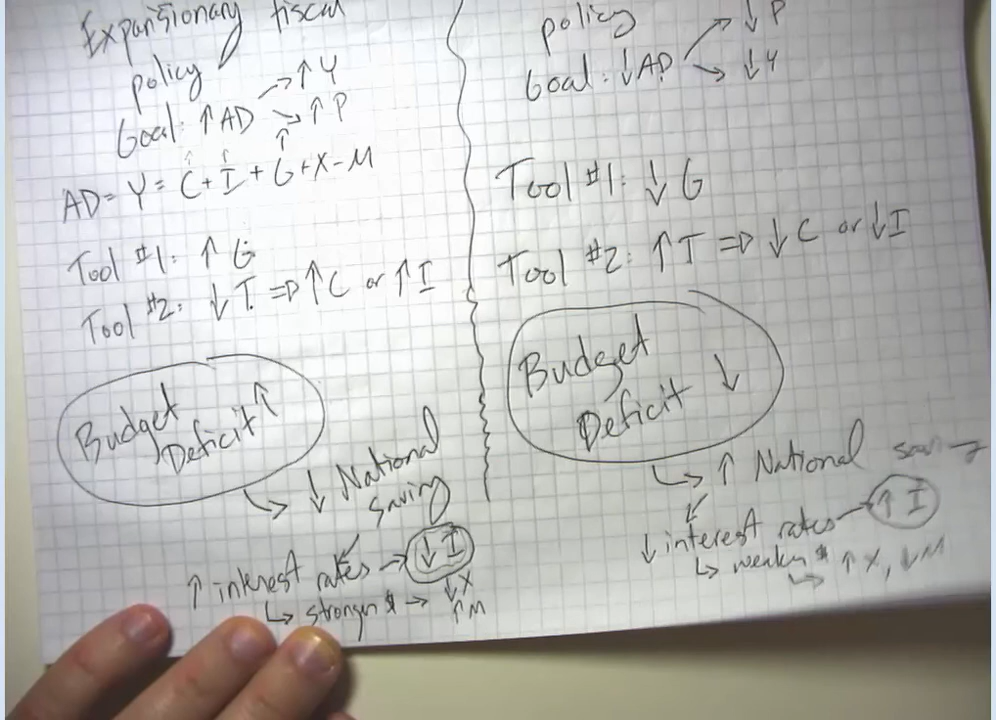 Expansionary fiscal
policy
Goal: ↑ AD → ↑ Y
→ ↑ P
AD = Y = C + I + G + X - M
Tool #1: ↑ G
Tool #2: ↓ T. ⇒ ↑ C or ↑ I
Budget
Deficit ↑
↳ ↓ National
saving
↑ interest rates → ↓ I
↳ stronger $ → ↓ X
↑ M
policy
Goal: ↓ AD → ↓ P
→ ↓ Y
Tool #1: ↓ G
Tool #2: ↑ T ⇒ ↓ C or ↓ I
Budget
Deficit ↓
↳ ↑ National saving
↓ interest rates → ↑ I
↳ weaker $
↳ ↑ X, ↓ M